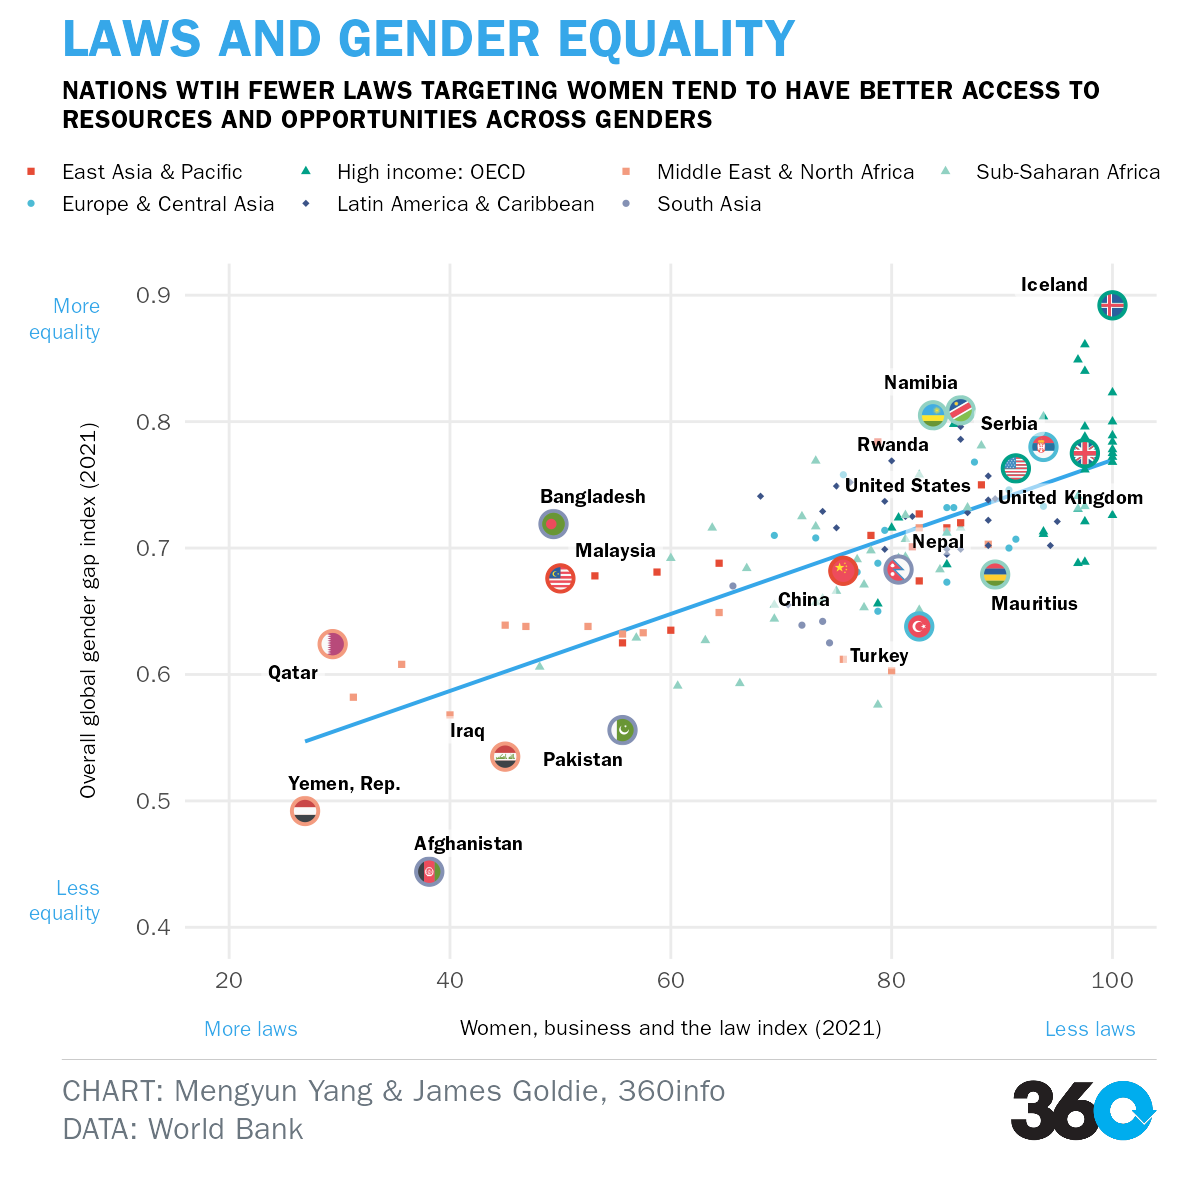 LAWS AND GENDER EQUALITY
NATIONS WTIH FEWER LAWS TARGETING WOMEN TEND TO HAVE BETTER ACCESS TO
RESOURCES AND OPPORTUNITIES ACROSS GENDERS
East Asia & Pacific
High income: OECD
Middle East & North Africa
Sub-Saharan Africa
Europe & Central Asia
Latin America & Caribbean
South Asia
More
equality
Less
equality
Overall global gender gap index (2021)
0.9
0.8
0.7
0.6
0.5
0.4
Iceland
Namibia
Serbia
Rwanda
United States
United Kingdom
Bangladesh
Malaysia
Nepal
China
Mauritius
Turkey
Qatar
Iraq
Pakistan
Yemen, Rep.
Afghanistan
20
40
60
80
100
More laws
Women, business and the law index (2021)
Less laws
CHART: Mengyun Yang & James Goldie, 360info
DATA: World Bank
360